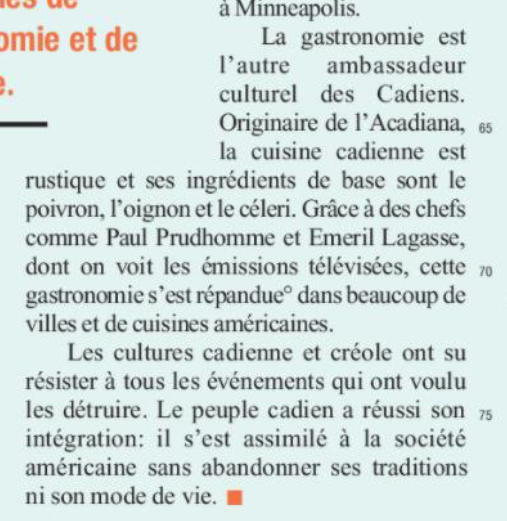 de
omie et de
e.
à Minneapolis.
La gastronomie est
l'autre ambassadeur
culturel des Cadiens.
Originaire de l'Acadiana, 65
la cuisine cadienne est
rustique et ses ingrédients de base sont le
poivron, l'oignon et le céleri. Grâce à des chefs
comme Paul Prudhomme et Emeril Lagasse,
dont on voit les émissions télévisées, cette 70
gastronomie s'est répandue° dans beaucoup de
villes et de cuisines américaines.
Les cultures cadienne et créole ont su
résister à tous les événements qui ont voulu
les détruire. Le peuple cadien a réussi son 75
intégration: il s'est assimilé à la société
américaine sans abandonner ses traditions
ni son mode de vie.